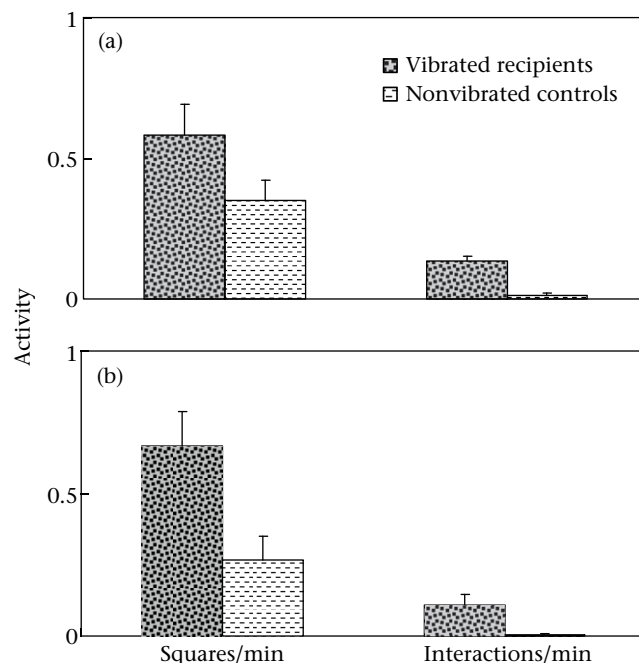 1
(a)
Vibrated recipients
Nonvibrated controls
0.5
0
Activity
1
(b)
0.5
0
Squares/min Interactions/min